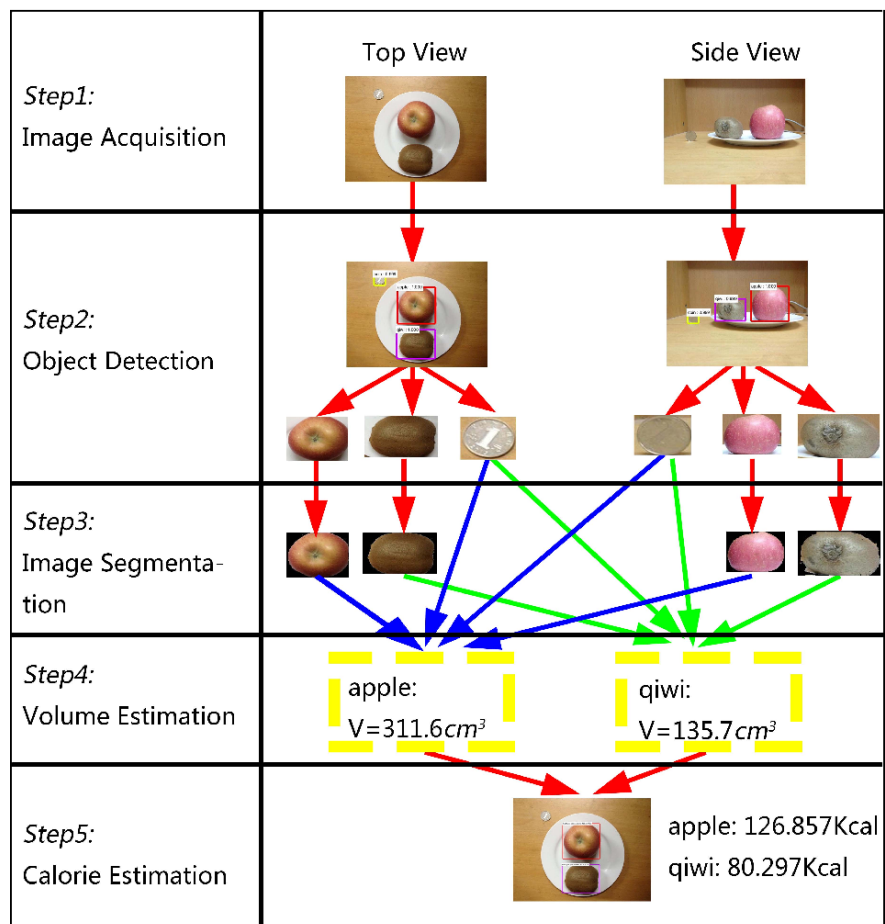 Top View
Side View
Step1:
Image Acquisition
Step2:
Object Detection
Step3:
Image Segmenta-
tion
Step4:
Volume Estimation
apple:
V=311.6cm³
qiwi:
V=135.7cm³
Step5:
Calorie Estimation
apple: 126.857Kcal
qiwi: 80.297Kcal